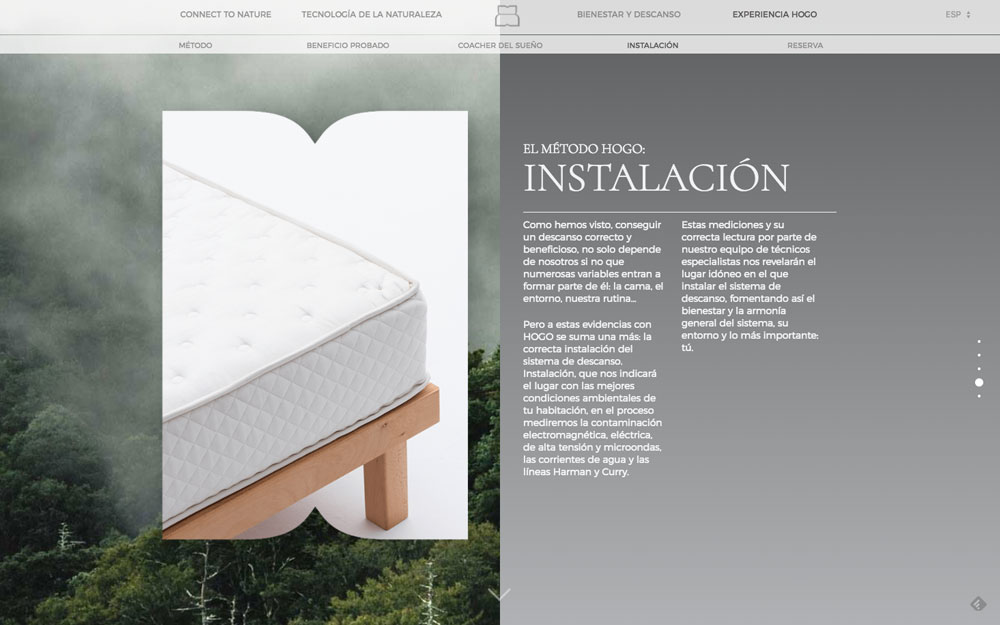 CONNECT TO NATURE
TECNOLOGÍA DE LA NATURALEZA
BIENESTAR Y DESCANSO
EXPERIENCIA HOGO
ESP
MÉTODO
BENEFICIO PROBADO
COACHER DEL SUEÑO
INSTALACIÓN
RESERVA
EL MÉTODO HOGO:
INSTALACIÓN
Como hemos visto, conseguir
un descanso correcto y
beneficioso, no solo depende
de nosotros si no que
numerosas variables entran a
formar parte de él: la cama, el
entorno, nuestra rutina...
Pero a estas evidencias con
HOGO se suma una más: la
correcta instalación del
sistema de descanso.
Instalación, que nos indicará
el lugar con las mejores
condiciones ambientales de
tu habitación, en el proceso
mediremos la contaminación
electromagnética, eléctrica,
de alta tensión y microondas,
las corrientes de agua y las
líneas Harman y Curry.
Estas mediciones y su
correcta lectura por parte de
nuestro equipo de técnicos
especialistas nos revelarán el
lugar idóneo en el que
instalar el sistema de
descanso, fomentando así el
bienestar y la armonía
general del sistema, su
entorno y lo más importante:
tú.